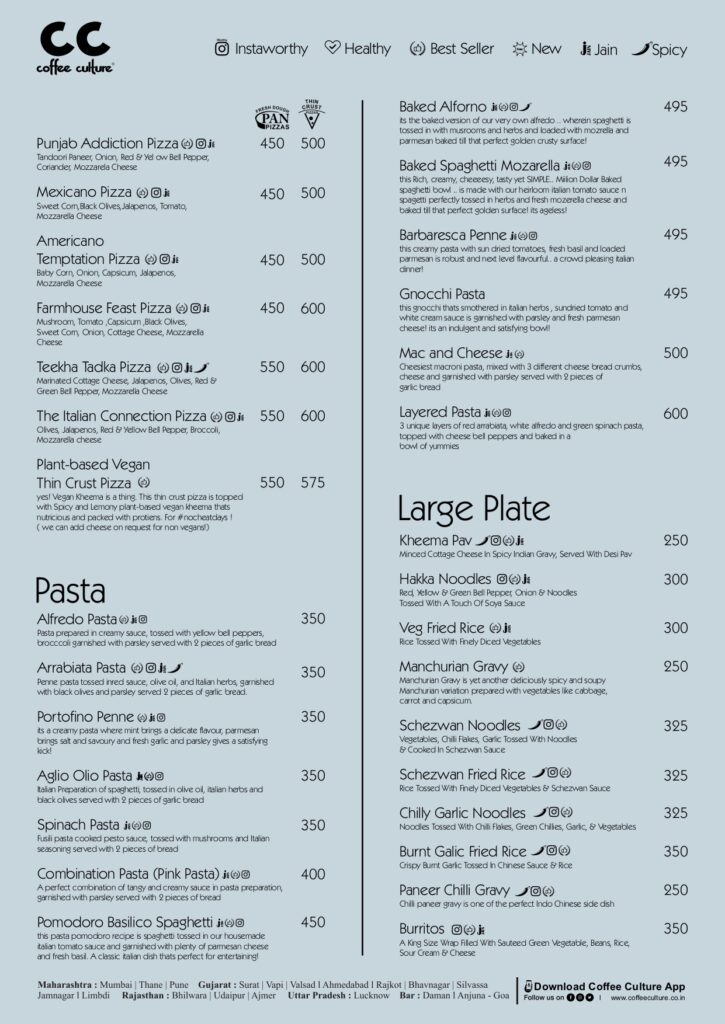 CC
coffee culture
Instaworthy Healthy Best Seller New Jain Spicy
FRESH DOUGH
PAN
PIZZAS
THIN
CRUST
Punjab Addiction Pizza 450 500
Tandoori Paneer, Onion, Red & Yel ow Bell Pepper,
Coriander, Mozzarela Cheese
Mexicano Pizza 450 500
Sweet Corn,Black Olives,Jalapenos, Tomato,
Mozzarella Cheese
Americano
Temptation Pizza 450 500
Baby Corn, Onion, Capsicum, Jalapenos,
Mozzarella Cheese
Farmhouse Feast Pizza 450 600
Mushroom, Tomato ,Capsicum ,Black Olives,
Sweet Corn, Onion, Cottage Cheese, Mozzarella
Cheese
Teekha Tadka Pizza 550 600
Marinated Cottage Cheese, Jalapenos, Olives, Red &
Green Bell Pepper, Mozzarella Cheese
The Italian Connection Pizza 550 600
Olives, Jalapenos, Red & Yellow Bell Pepper, Broccoli,
Mozzarella cheese
Plant-based Vegan
Thin Crust Pizza 550 575
yes! Vegan Kheema is a thing. This thin crust pizza is topped
with Spicy and Lemony plant-based vegan kheema thats
nutricious and packed with protiens. For #nocheatdays !
( we can add cheese on request for non vegans!)
Pasta
Alfredo Pasta 350
Pasta prepared in creamy sauce, tossed with yellow bell peppers,
brocccoli garnished with parsley served with 2 pieces of garlic bread
Arrabiata Pasta 350
Penne pasta tossed inred sauce, olive oil, and Italian herbs, garnished
with black olives and parsley served 2 pieces of garlic bread.
Portofino Penne 350
its a creamy pasta where mint brings a delicate flavour, parmesan
brings salt and savoury and fresh garlic and parsley gives a satisfying
kick!
Aglio Olio Pasta 350
Italian Preparation of spaghetti, tossed in olive oil, italian herbs and
black olives served with 2 pieces of garlic bread
Spinach Pasta 350
Fusili pasta cooked pesto sauce, tossed with mushrooms and Italian
seasoning served with 2 pieces of bread
Combination Pasta (Pink Pasta) 400
A perfect combination of tangy and creamy sauce in pasta preparation,
garnished with parsley served with 2 pieces of bread
Pomodoro Basilico Spaghetti 450
this pasta pomodoro recipe is spaghetti tossed in our housemade
italian tomato sauce and garnished with plenty of parmesan cheese
and fresh basil. A classic italian dish thats perfect for entertaining!
Baked Alforno 495
its the baked version of our very own alfredo .. wherein spaghetti is
tossed in with musrooms and herbs and loaded with mozrella and
parmesan baked till that perfect golden crusty surface!
Baked Spaghetti Mozarella 495
this Rich, creamy, cheeeesy, tasty yet SIMPLE... Million Dollar Baked
spaghetti bowl .. is made with our heirloom italian tomato sauce n
spagetti perfectly tossed in herbs and fresh mozerella cheese and
baked till that perfect golden surface! its ageless!
Barbaresca Penne 495
this creamy pasta with sun dried tomatoes, fresh basil and loaded
parmesan is robust and next level flavourful.. a crowd pleasing italian
dinner!
Gnocchi Pasta 495
this gnocchi thats smothered in italian herbs , sundried tomato and
white cream sauce is garnished with parsley and fresh parmesan
cheese! its an indulgent and satisfying bowl!
Mac and Cheese 500
Cheesiest macroni pasta, mixed with 3 different cheese bread crumbs,
cheese and garnished with parsley served with 2 pieces of
garlic bread
Layered Pasta 600
3 unique layers of red arrabiata, white alfredo and green spinach pasta,
topped with cheese bell peppers and baked in a
bowl of yummies
Large Plate
Kheema Pav 250
Minced Cottage Cheese In Spicy Indian Gravy, Served With Desi Pav
Hakka Noodles 300
Red, Yellow & Green Bell Pepper, Onion & Noodles
Tossed With A Touch Of Soya Sauce
Veg Fried Rice 300
Rice Tossed With Finely Diced Vegetables
Manchurian Gravy 250
Manchurian Gravy is yet another deliciously spicy and soupy
Manchurian variation prepared with vegetables like cabbage,
carrot and capsicum.
Schezwan Noodles 325
Vegetables, Chilli Flakes, Garlic Tossed With Noodles
& Cooked In Schezwan Sauce
Schezwan Fried Rice 325
Rice Tossed With Finely Diced Vegetables & Schezwan Sauce
Chilly Garlic Noodles 325
Noodles Tossed With Chilli Flakes, Green Chillies, Garlic, & Vegetables
Burnt Galic Fried Rice 350
Crispy Burnt Garlic Tossed In Chinese Sauce & Rice
Paneer Chilli Gravy 250
Chilli paneer gravy is one of the perfect Indo Chinese side dish
Burritos 350
A King Size Wrap Filled With Sauteed Green Vegetable, Beans, Rice,
Sour Cream & Cheese
Maharashtra : Mumbai | Thane | Pune Gujarat : Surat | Vapi | Valsad l Ahmedabad l Rajkot | Bhavnagar | Silvassa
Jamnagar l Limbdi Rajasthan : Bhilwara | Udaipur | Ajmer Uttar Pradesh : Lucknow Bar : Daman l Anjuna - Goa
Download Coffee Culture App
Follow us on | www.coffeeculture.co.in